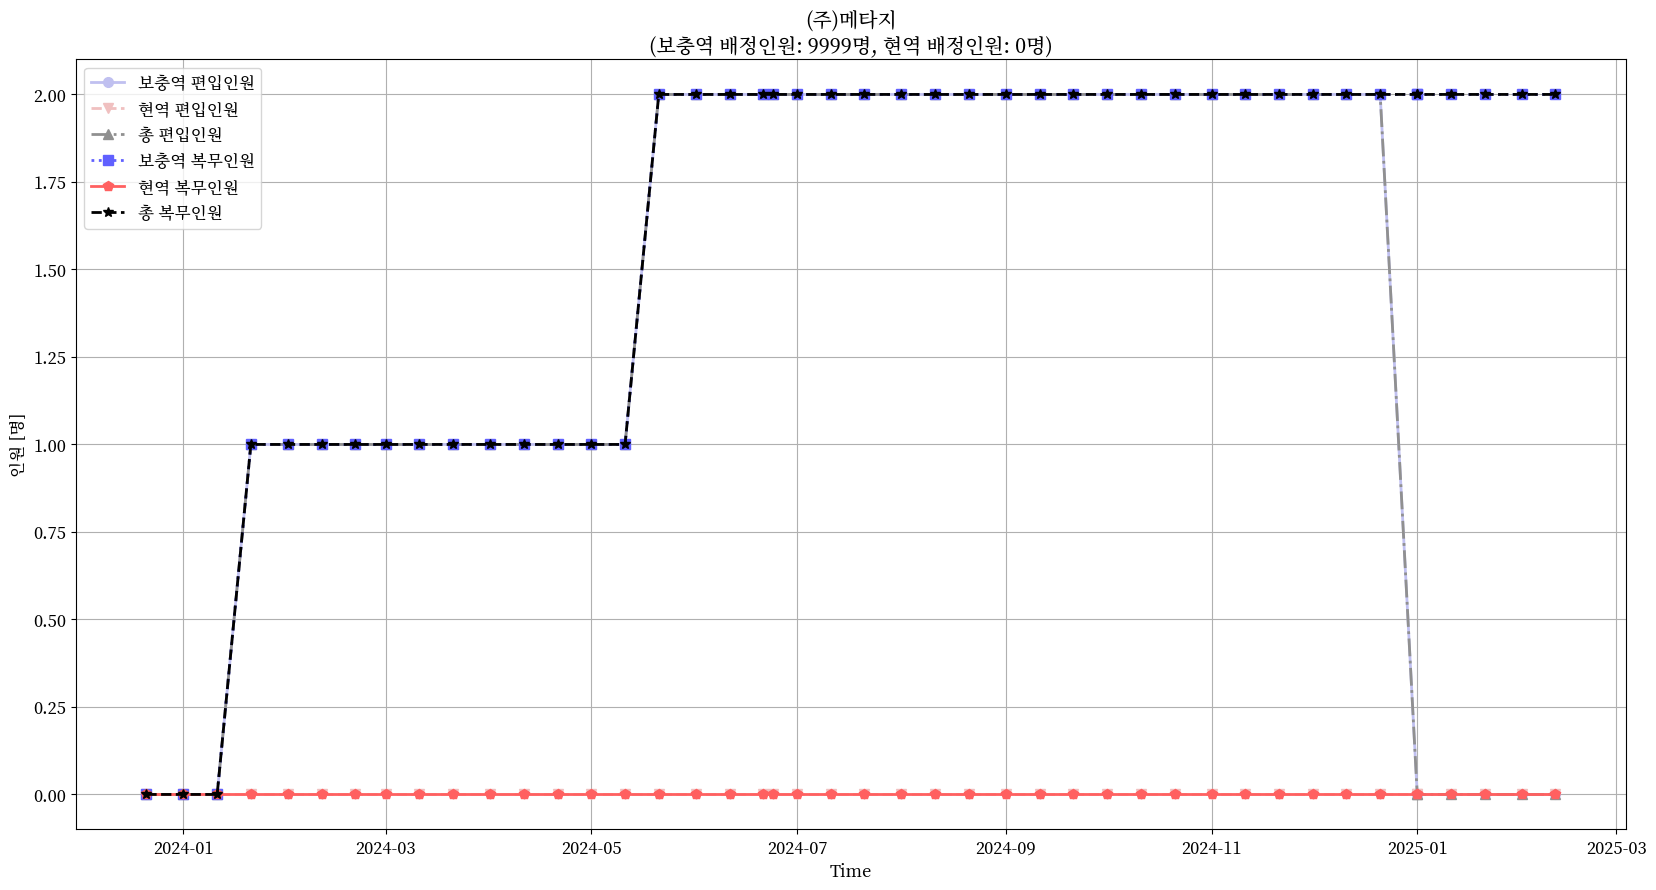 (주)메타지
(보충역 배정인원: 9999명, 현역 배정인원: 0명)
보충역 편입인원
현역 편입인원
총 편입인원
보충역 복무인원
현역 복무인원
총 복무인원
2.00
1.75
1.50
1.25
1.00
0.75
0.50
0.25
0.00
인원 [명]
2024-01 2024-03 2024-05 2024-07 2024-09 2024-11 2025-01 2025-03
Time